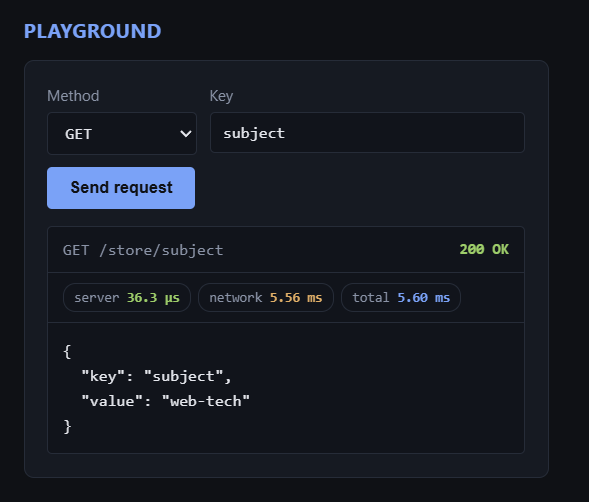 PLAYGROUND
Method Key
GET subject
Send request
GET /store/subject 200 OK
server 36.3 µs network 5.56 ms total 5.60 ms
{
  "key": "subject",
  "value": "web-tech"
}